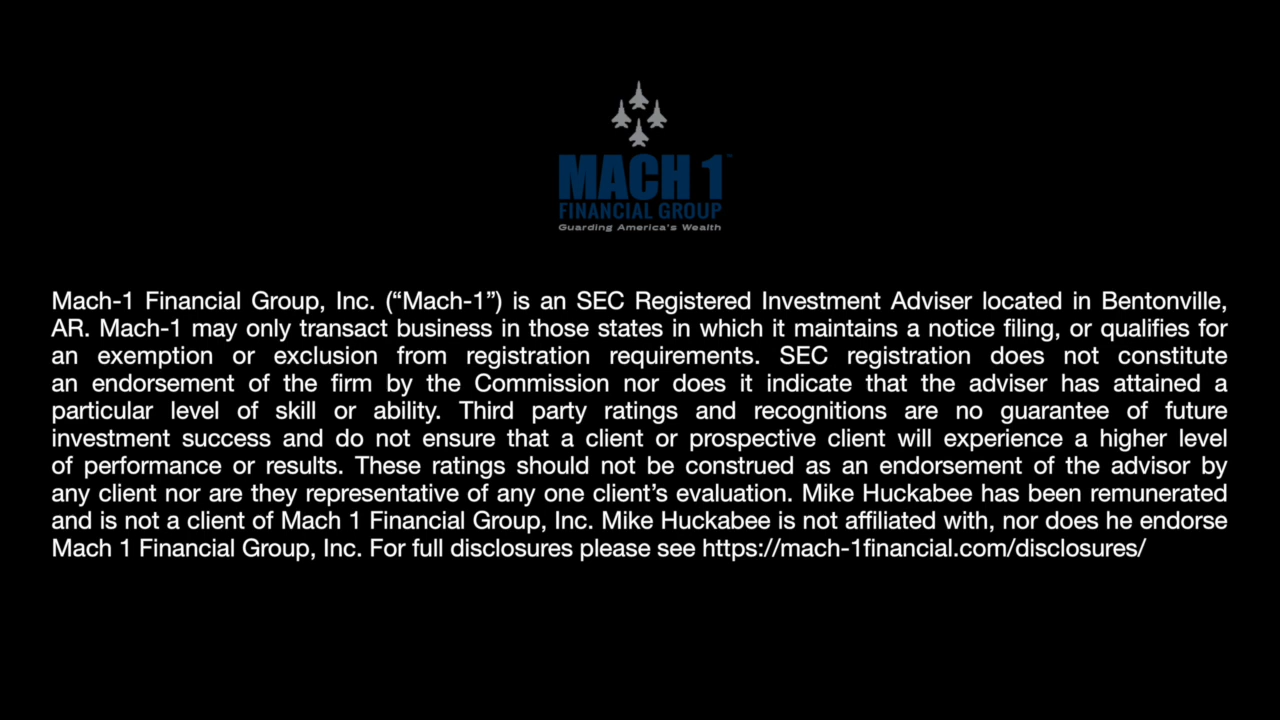 MACH 1™
FINANCIAL GROUP
Guarding America's Wealth
Mach-1 Financial Group, Inc. (“Mach-1”) is an SEC Registered Investment Adviser located in Bentonville,
AR. Mach-1 may only transact business in those states in which it maintains a notice filing, or qualifies for
an exemption or exclusion from registration requirements. SEC registration does not constitute
an endorsement of the firm by the Commission nor does it indicate that the adviser has attained a
particular level of skill or ability. Third party ratings and recognitions are no guarantee of future
investment success and do not ensure that a client or prospective client will experience a higher level
of performance or results. These ratings should not be construed as an endorsement of the advisor by
any client nor are they representative of any one client’s evaluation. Mike Huckabee has been remunerated
and is not a client of Mach 1 Financial Group, Inc. Mike Huckabee is not affiliated with, nor does he endorse
Mach 1 Financial Group, Inc. For full disclosures please see https://mach-1financial.com/disclosures/